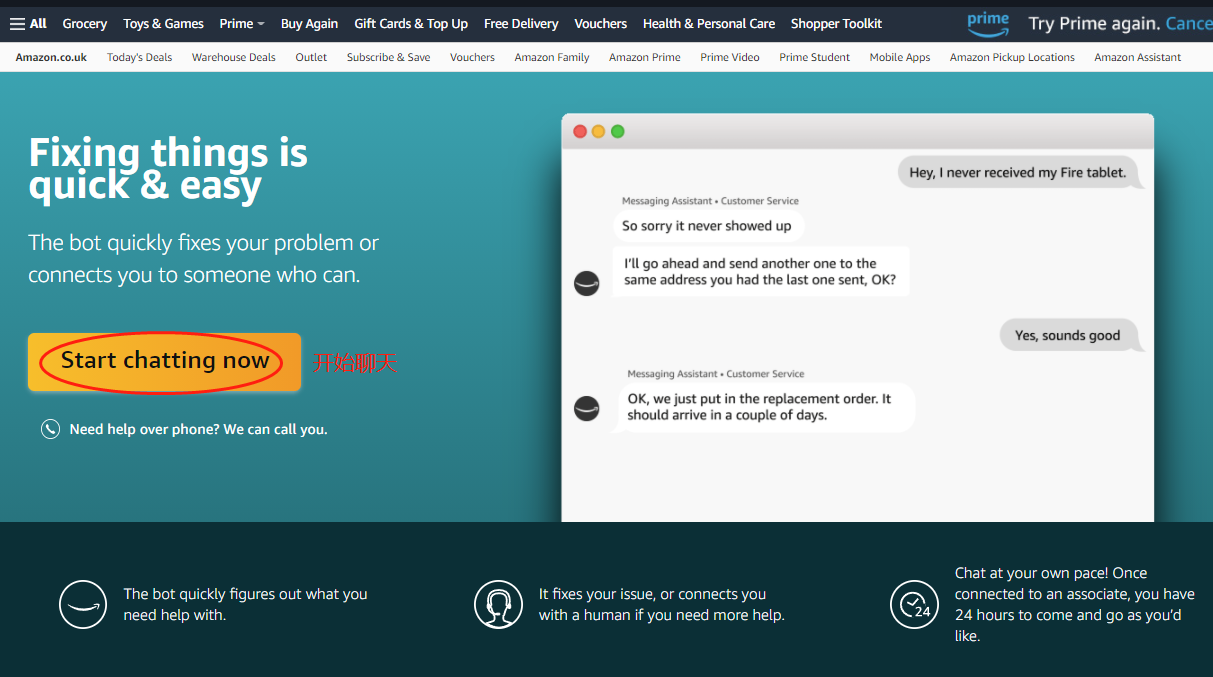 All Grocery Toys & Games Prime Buy Again Gift Cards & Top Up Free Delivery Vouchers Health & Personal Care Shopper Toolkit prime Try Prime again. Cance
Amazon.co.uk Today's Deals Warehouse Deals Outlet Subscribe & Save Vouchers Amazon Family Amazon Prime Prime Video Prime Student Mobile Apps Amazon Pickup Locations Amazon Assistant
Fixing things is
quick & easy
The bot quickly fixes your problem or
connects you to someone who can.
Start chatting now 开始聊天
Need help over phone? We can call you.
Hey, I never received my Fire tablet.
Messaging Assistant • Customer Service
So sorry it never showed up
I'll go ahead and send another one to the
same address you had the last one sent, OK?
Yes, sounds good
Messaging Assistant • Customer Service
OK, we just put in the replacement order. It
should arrive in a couple of days.
The bot quickly figures out what you
need help with.
It fixes your issue, or connects you
with a human if you need more help.
24
Chat at your own pace! Once
connected to an associate, you have
24 hours to come and go as you'd
like.